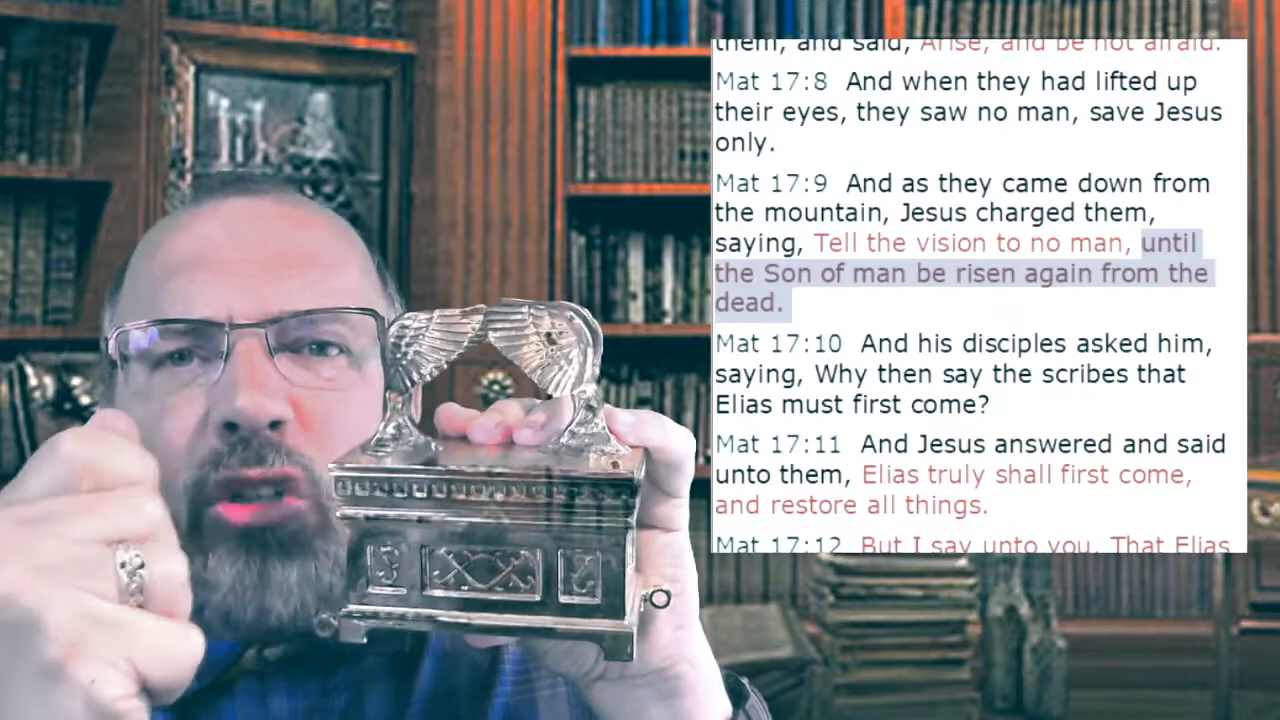 them, and said, Arise, and be not afraid.
Mat 17:8 And when they had lifted up
their eyes, they saw no man, save Jesus
only.
Mat 17:9 And as they came down from
the mountain, Jesus charged them,
saying, Tell the vision to no man, until
the Son of man be risen again from the
dead.
Mat 17:10 And his disciples asked him,
saying, Why then say the scribes that
Elias must first come?
Mat 17:11 And Jesus answered and said
unto them, Elias truly shall first come,
and restore all things.
Mat 17:12 But I say unto you, That Elias